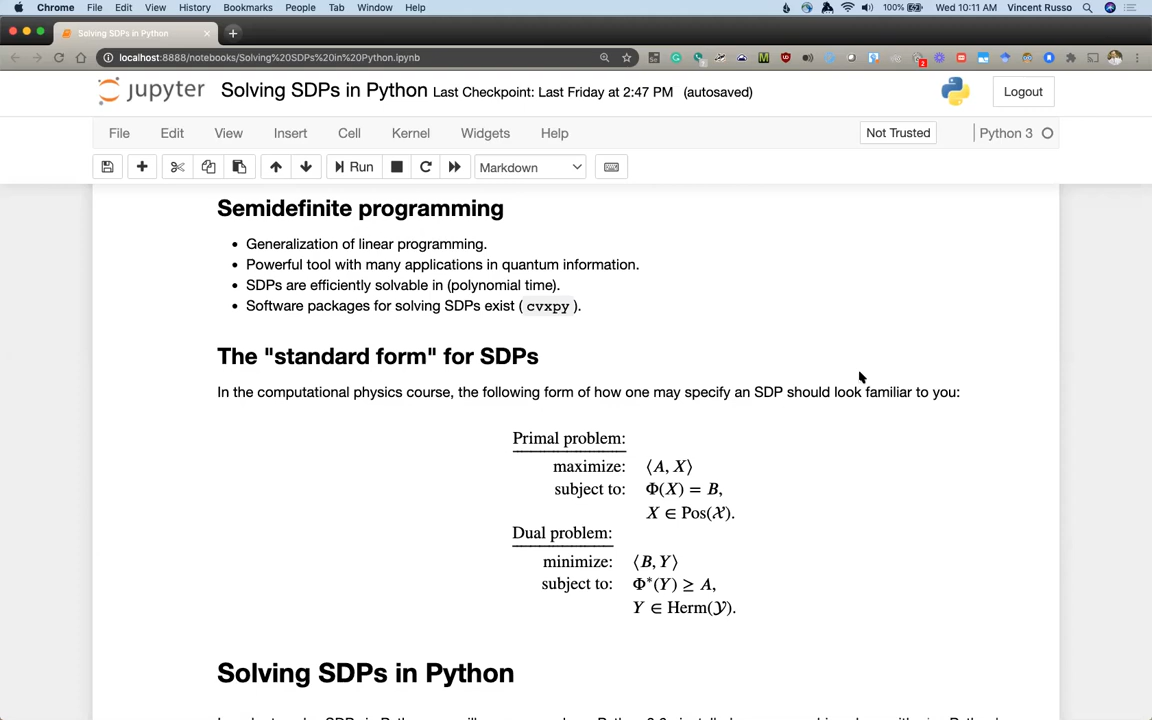 Chrome File Edit View History Bookmarks People Tab Window Help 100% Wed 10:11 AM Vincent Russo
Solving SDPs in Python
localhost:8888/notebooks/Solving%20SDPs%20in%20Python.ipynb
jupyter Solving SDPs in Python Last Checkpoint: Last Friday at 2:47 PM (autosaved) Logout
File Edit View Insert Cell Kernel Widgets Help Not Trusted Python 3
Run Markdown
Semidefinite programming
• Generalization of linear programming.
• Powerful tool with many applications in quantum information.
• SDPs are efficiently solvable in (polynomial time).
• Software packages for solving SDPs exist ( cvxpy ).
The "standard form" for SDPs
In the computational physics course, the following form of how one may specify an SDP should look familiar to you:
Primal problem:
maximize: ⟨A, X⟩
subject to: Φ(X) = B,
X ∈ Pos(𝒳).
Dual problem:
minimize: ⟨B, Y⟩
subject to: Φ*(Y) ≥ A,
Y ∈ Herm(𝒴).
Solving SDPs in Python